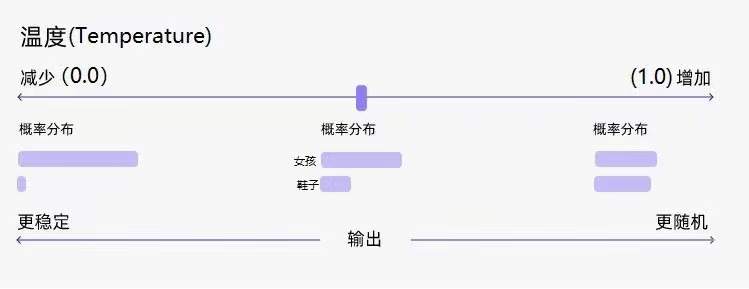 温度(Temperature)
减少（0.0）
(1.0) 增加
概率分布
概率分布
概率分布
女孩
鞋子
更稳定
输出
更随机